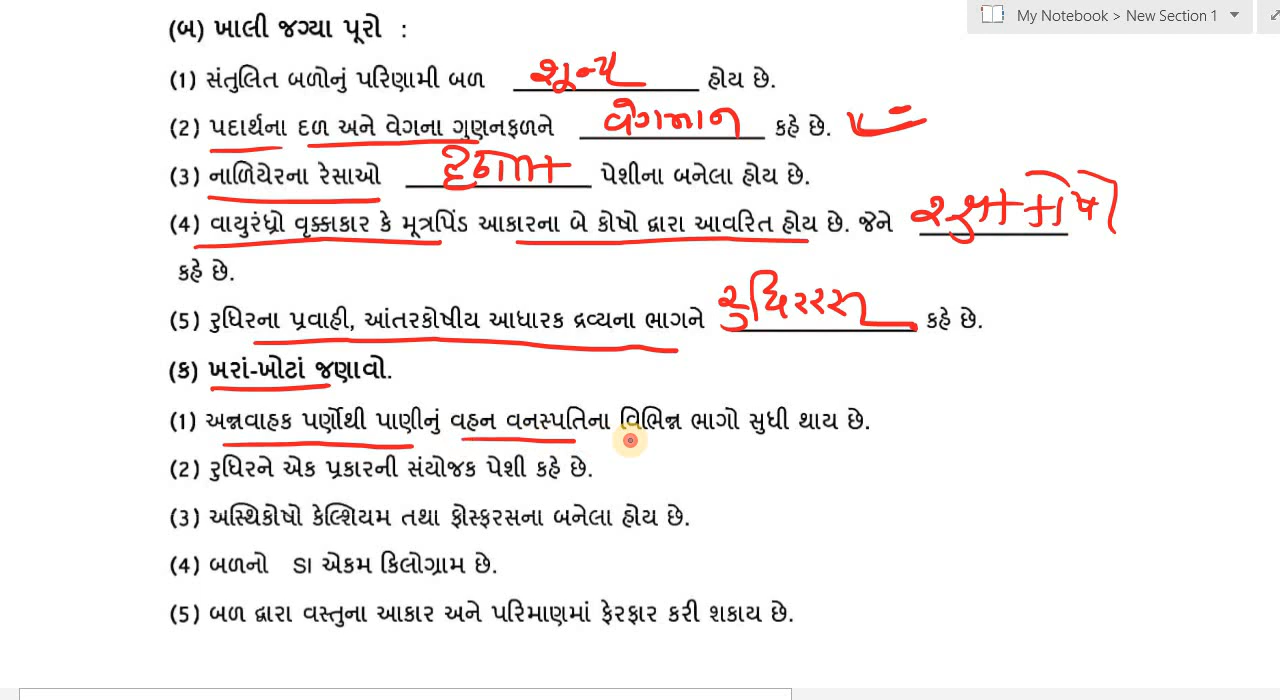 My Notebook > New Section 1
(બ) ખાલી જગ્યા પૂરો :
(1) સંતુલિત બળોનું પરિણામી બળ શૂન્ય હોય છે.
(2) પદાર્થના દળ અને વેગના ગુણનફળને વેગમાન કહે છે.
(3) નાળિયેરના રેસાઓ પેશીના બનેલા હોય છે.
(4) વાયુરંધ્રો વૃક્કાકાર કે મૂત્રપિંડ આકારના બે કોષો દ્વારા આવરિત હોય છે. જેને
કહે છે.
(5) રુધિરના પ્રવાહી, આંતરકોષીય આધારક દ્રવ્યના ભાગને રુધિરરસ કહે છે.
(ક) ખરાં-ખોટાં જણાવો.
(1) અન્નવાહક પર્ણોથી પાણીનું વહન વનસ્પતિના વિભિન્ન ભાગો સુધી થાય છે.
(2) રુધિરને એક પ્રકારની સંયોજક પેશી કહે છે.
(3) અસ્થિકોષો કેલ્શિયમ તથા ફોસ્ફરસના બનેલા હોય છે.
(4) બળનો SI એકમ કિલોગ્રામ છે.
(5) બળ દ્વારા વસ્તુના આકાર અને પરિમાણમાં ફેરફાર કરી શકાય છે.